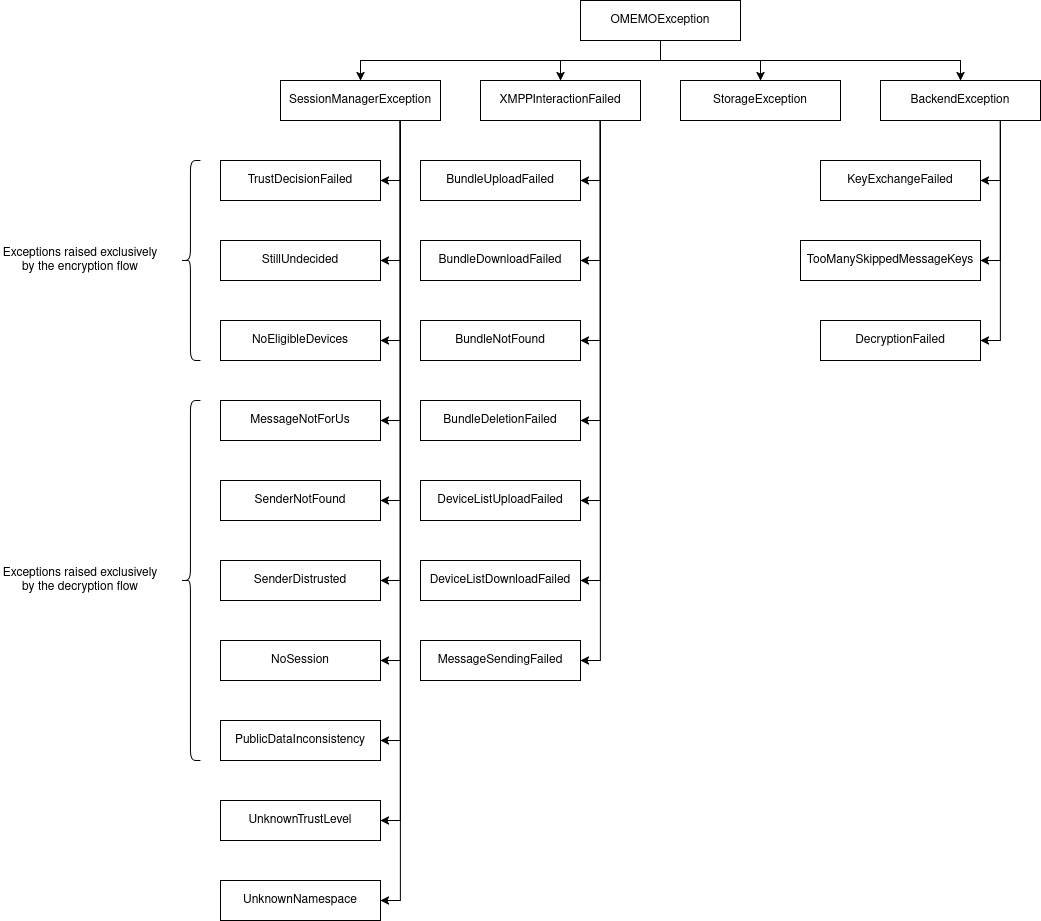 OMEMOException
SessionManagerException
XMPPInteractionFailed
StorageException
BackendException
TrustDecisionFailed
BundleUploadFailed
KeyExchangeFailed
Exceptions raised exclusively
by the encryption flow
StillUndecided
BundleDownloadFailed
TooManySkippedMessageKeys
NoEligibleDevices
BundleNotFound
DecryptionFailed
MessageNotForUs
BundleDeletionFailed
SenderNotFound
DeviceListUploadFailed
Exceptions raised exclusively
by the decryption flow
SenderDistrusted
DeviceListDownloadFailed
NoSession
MessageSendingFailed
PublicDataInconsistency
UnknownTrustLevel
UnknownNamespace